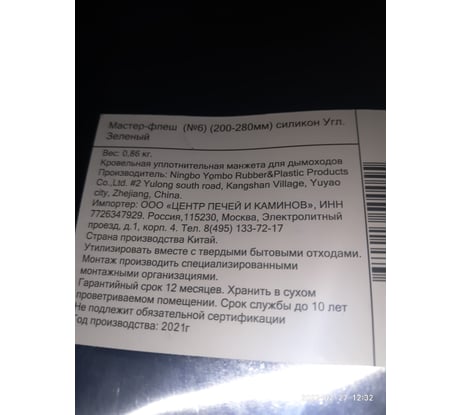 Мастер-флеш (№6) (200-280мм) силикон Угл.
Зеленый
Вес: 0,86 кг.
Кровельная уплотнительная манжета для дымоходов
Производитель: Ningbo Yombo Rubber&Plastic Products
Co.,Ltd. #2 Yulong south road, Kangshan Village, Yuyao
city, Zhejiang, China.
Импортер: ООО «ЦЕНТР ПЕЧЕЙ И КАМИНОВ», ИНН
7726347929. Россия,115230, Москва, Электролитный
проезд, д.1, корп. 4. Тел. 8(495) 133-72-17
Страна производства Китай.
Утилизировать вместе с твердыми бытовыми отходами.
Монтаж производить специализированными
монтажными организациями.
Гарантийный срок 12 месяцев. Хранить в сухом
проветриваемом помещении. Срок службы до 10 лет
Не подлежит обязательной сертификации
Год производства: 2021г
12:32